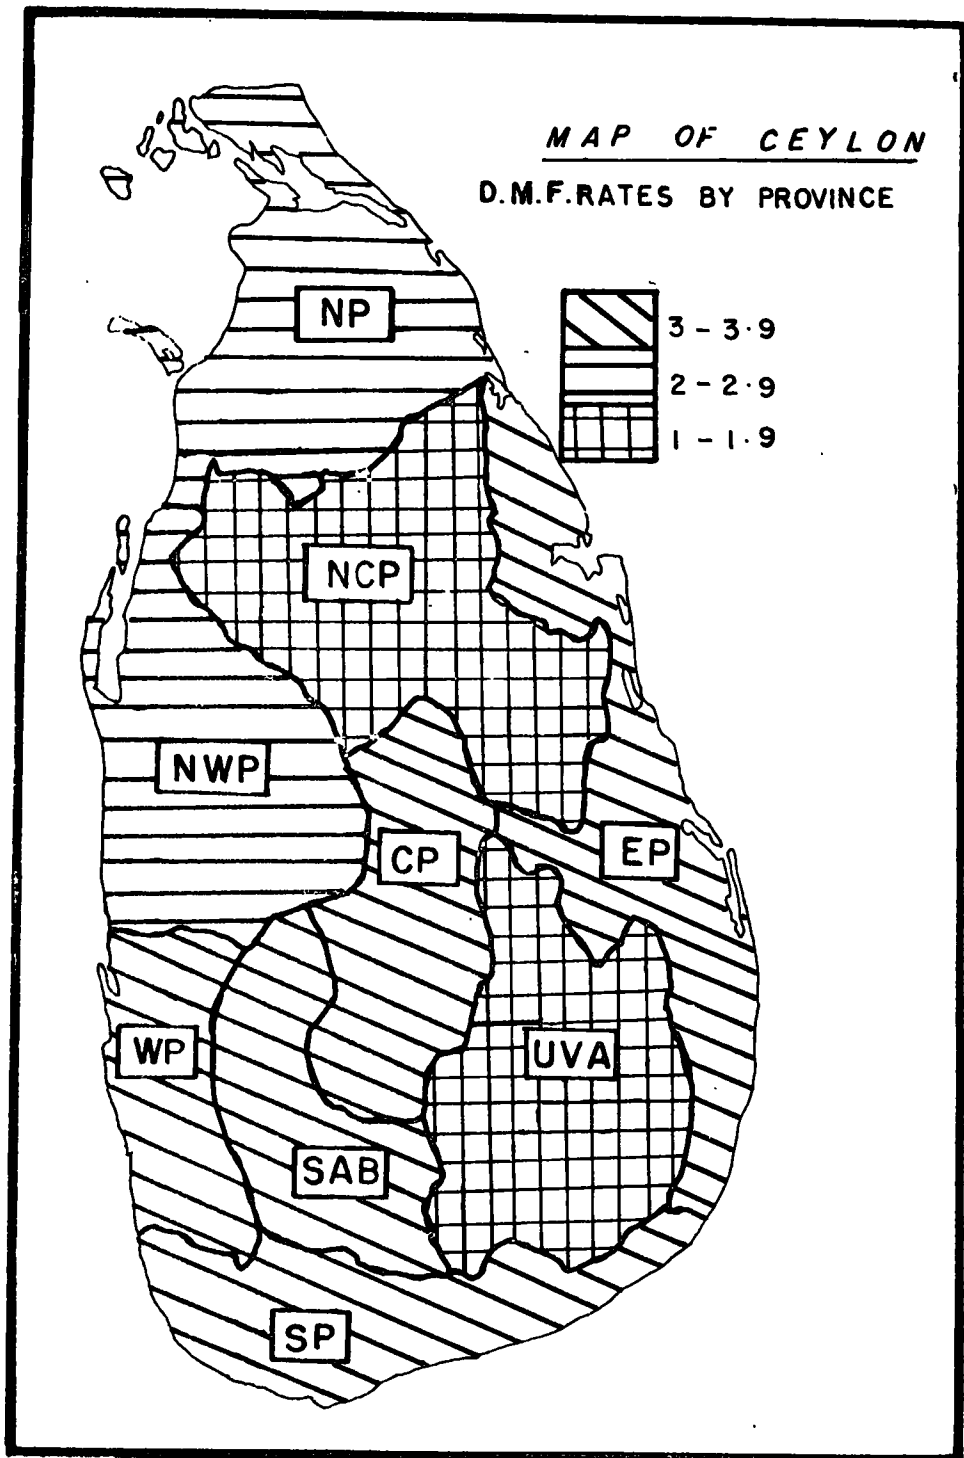 MAP OF CEYLON
D.M.F. RATES BY PROVINCE
3 - 3.9
2 - 2.9
1 - 1.9
NP
NCP
NWP
CP
EP
WP
UVA
SAB
SP